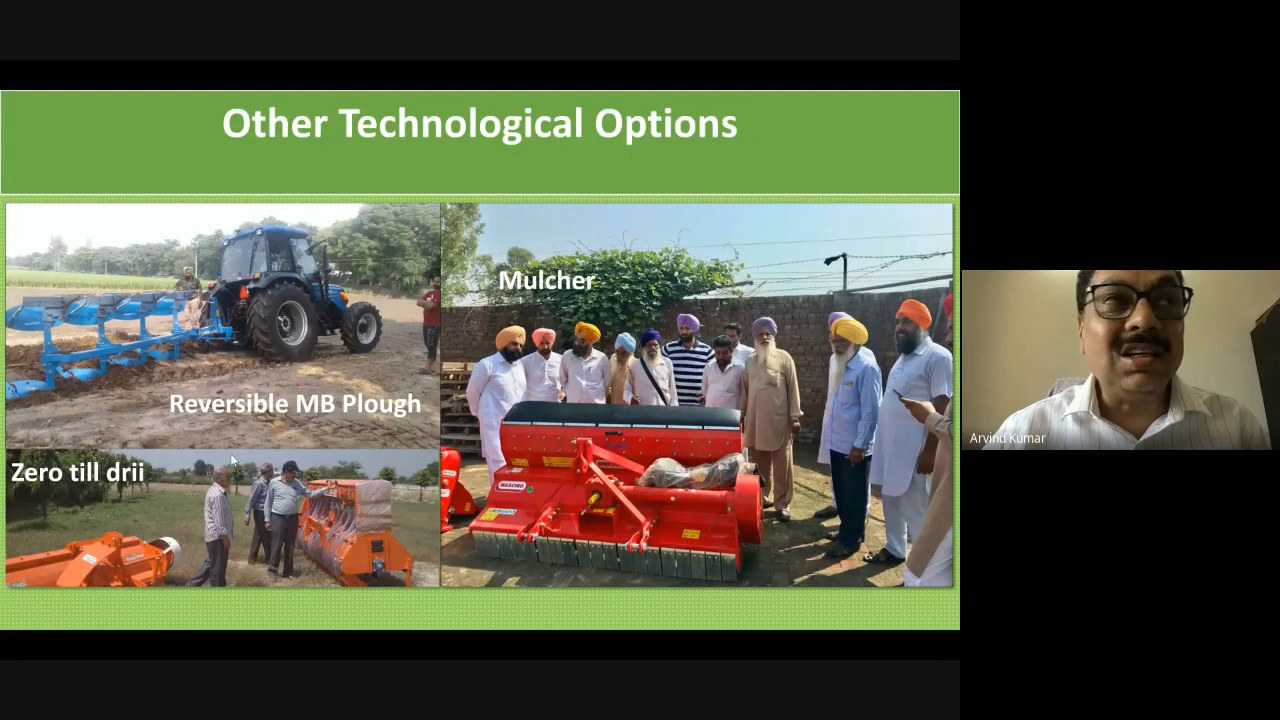 Other Technological Options
Mulcher
Reversible MB Plough
Zero till drii
MASCHIO
Arvind Kumar